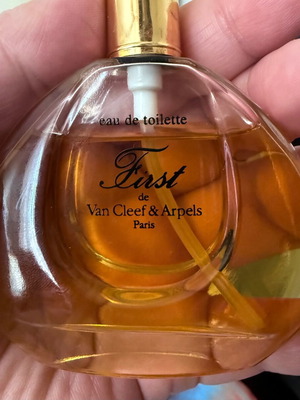 eau de toilette
First
de
Van Cleef & Arpels
Paris